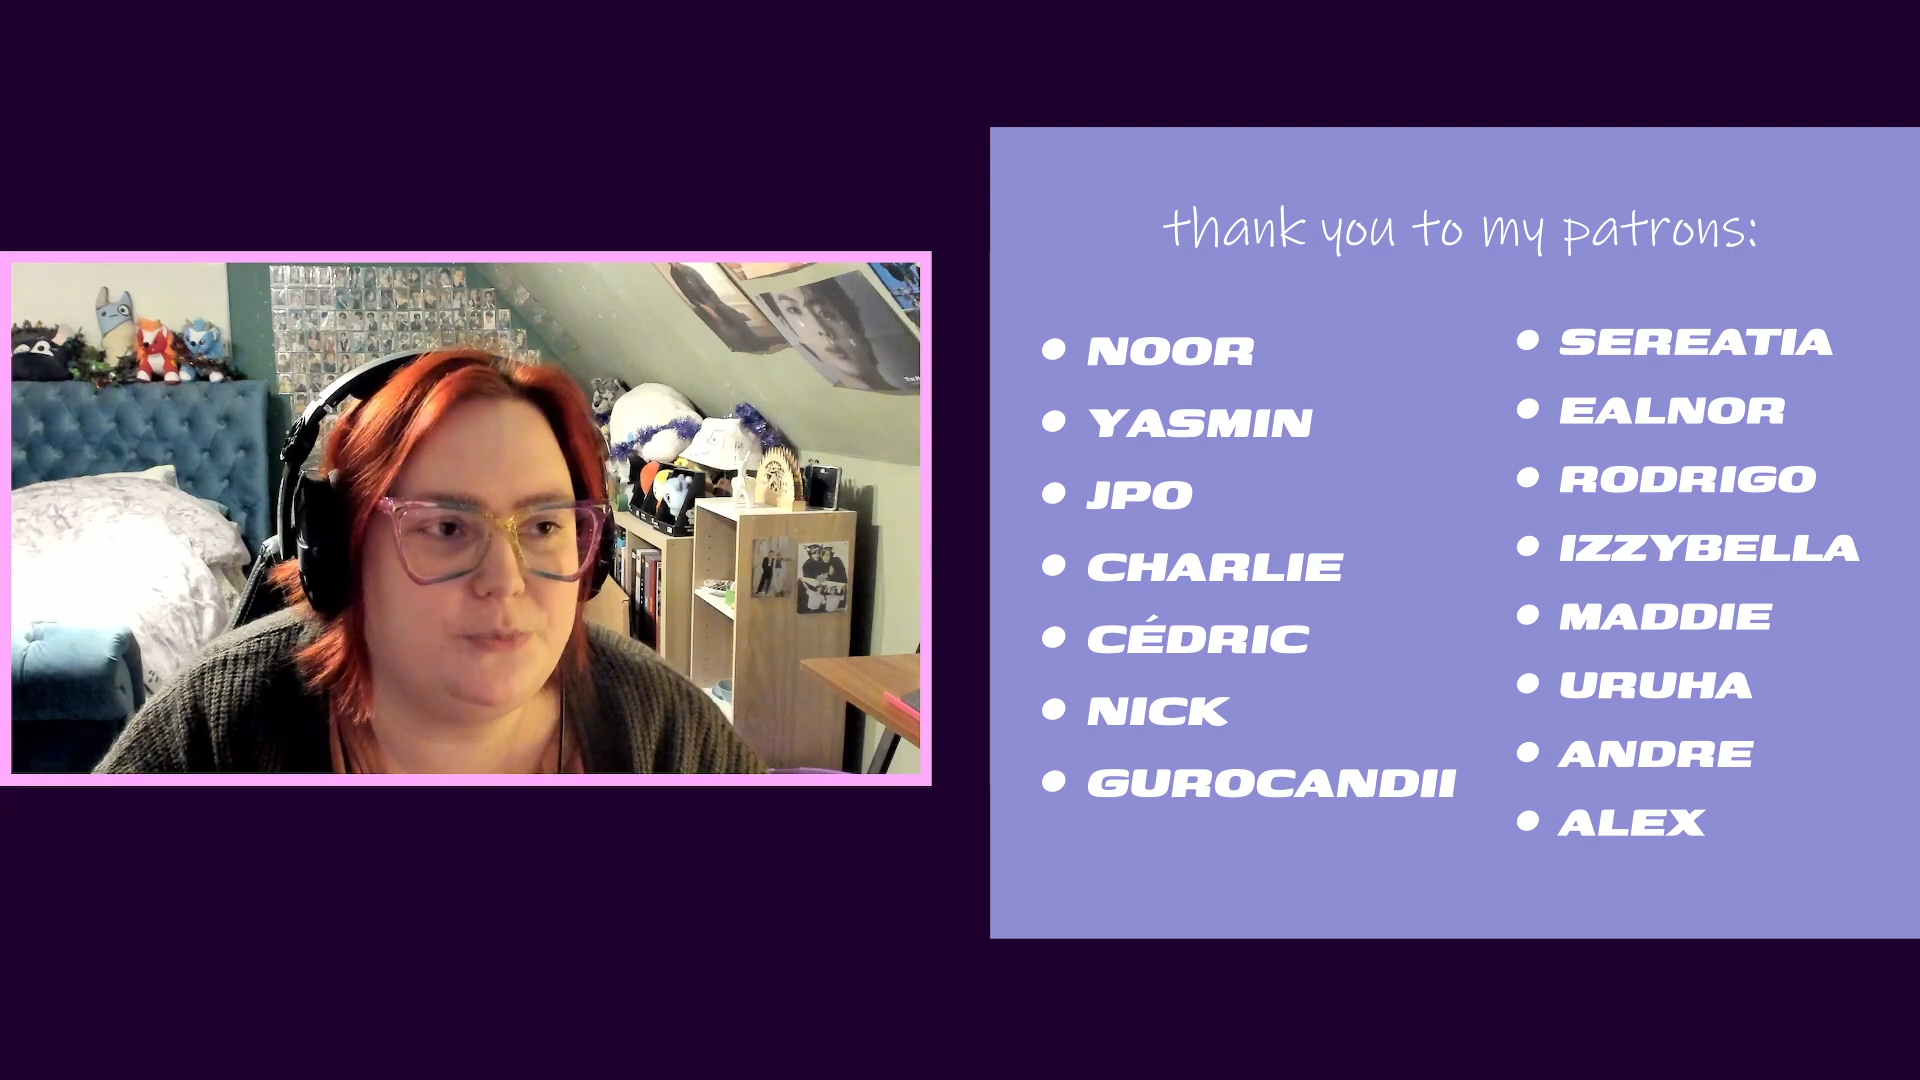 thank you to my patrons:
NOOR
YASMIN
JPO
CHARLIE
CÉDRIC
NICK
GUROCANDII
SEREATIA
EALNOR
RODRIGO
IZZYBELLA
MADDIE
URUHA
ANDRE
ALEX